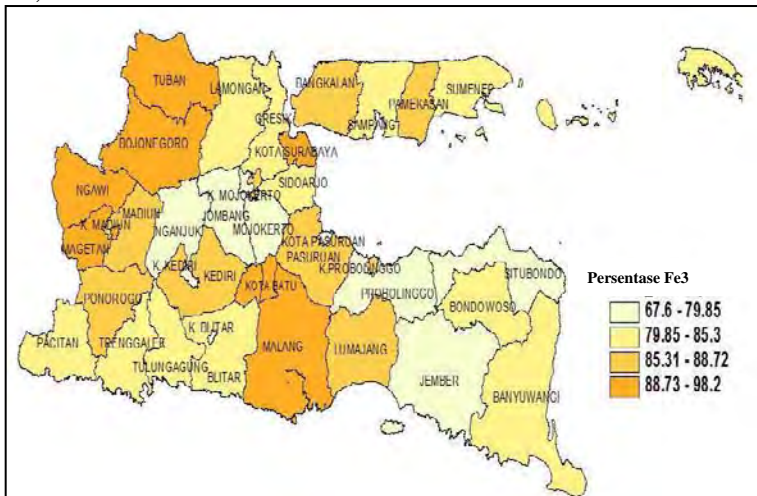 TUBAN
LAMONGAN
BANGKALAN
SAMPANG
PAMEKASAN
SUMENEP
BOJONEGORO
GRESIK
KOTA SURABAYA
SIDOARJO
NGAWI
K. MADIUN
MADIUN
MAGETAN
NGANJUK
K. MOJOKERTO
JOMBANG
MOJOKERTO
KOTA PASURUAN
PASURUAN
K.PROBOLINGGO
PROBOLINGGO
SITUBONDO
BONDOWOSO
K. KEDIRI
KEDIRI
KOTA BATU
PONOROGO
PACITAN
TRENGGALEK
TULUNGAGUNG
K. BLITAR
BLITAR
MALANG
LUMAJANG
JEMBER
BANYUWANGI
Persentase Fe3
67.6 - 79.85
79.85 - 85.3
85.31 - 88.72
88.73 - 98.2